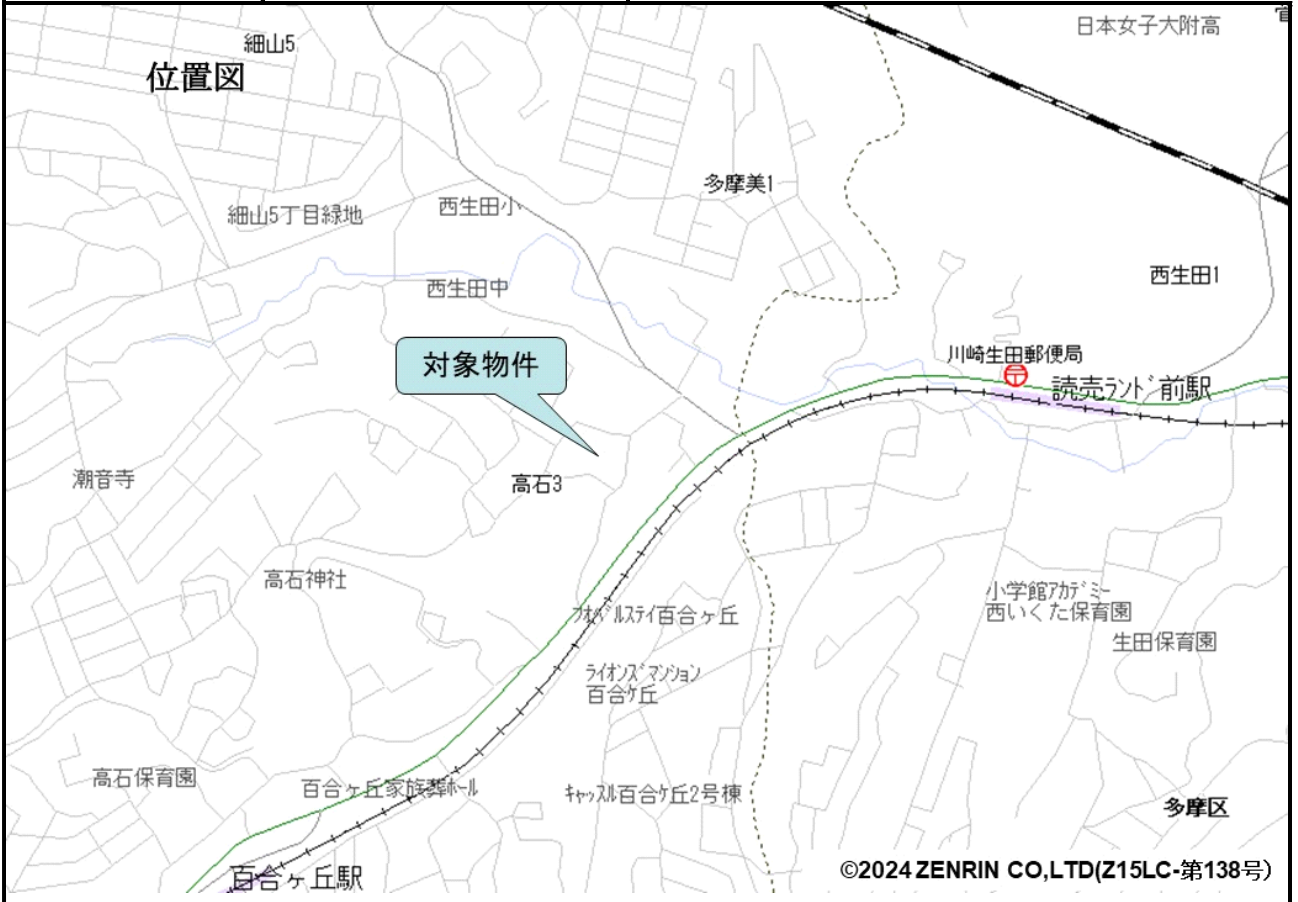 日本女子大附高
細山5
位置図
多摩美1
細山5丁目緑地
西生田小
西生田1
西生田中
川崎生田郵便局
対象物件
読売ランド前駅
潮音寺
高石3
高石神社
小学館アカデミー
西いくた保育園
フオベルステイ百合ヶ丘
生田保育園
ライオンズマンション
百合ケ丘
高石保育園
百合ヶ丘家族葬ホール
キャッスル百合ケ丘2号棟
多摩区
©2024 ZENRIN CO,LTD(Z15LC-第138号)
百合ヶ丘駅